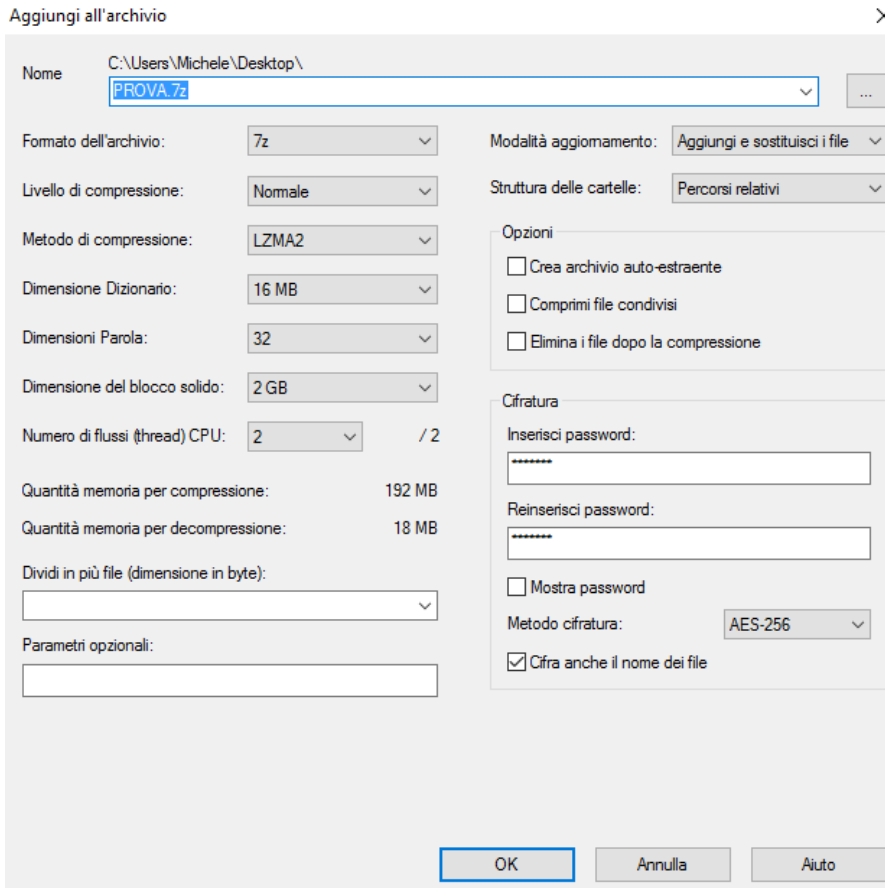 Aggiungi all'archivio
Nome
C:\Users\Michele\Desktop\
PROVA.7z
...
Formato dell'archivio: 7z
Livello di compressione: Normale
Metodo di compressione: LZMA2
Dimensione Dizionario: 16 MB
Dimensioni Parola: 32
Dimensione del blocco solido: 2 GB
Numero di flussi (thread) CPU: 2 / 2
Quantità memoria per compressione: 192 MB
Quantità memoria per decompressione: 18 MB
Dividi in più file (dimensione in byte):
Parametri opzionali:
Modalità aggiornamento: Aggiungi e sostituisci i file
Struttura delle cartelle: Percorsi relativi
Opzioni
Crea archivio auto-estraente
Comprimi file condivisi
Elimina i file dopo la compressione
Cifratura
Inserisci password:
*******
Reinserisci password:
*******
Mostra password
Metodo cifratura: AES-256
Cifra anche il nome dei file
OK Annulla Aiuto